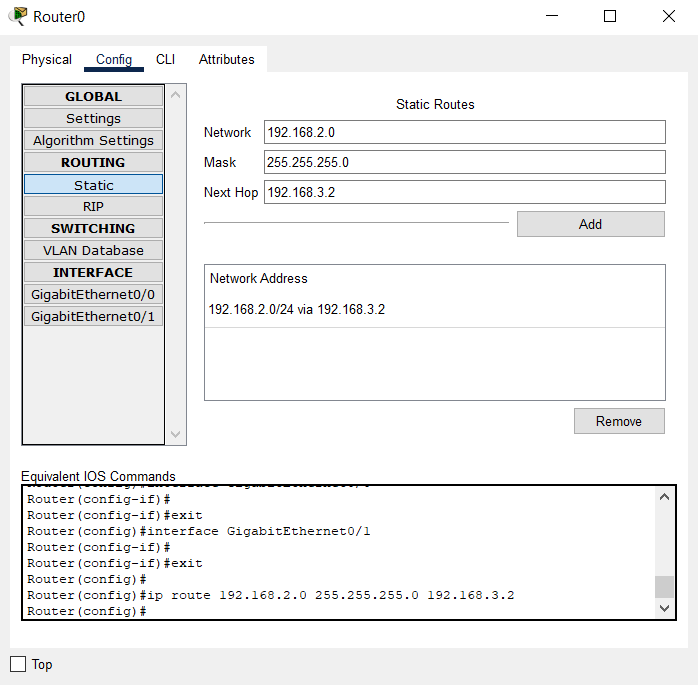 Router0
Physical Config CLI Attributes
GLOBAL
Settings
Algorithm Settings
ROUTING
Static
RIP
SWITCHING
VLAN Database
INTERFACE
GigabitEthernet0/0
GigabitEthernet0/1
Static Routes
Network 192.168.2.0
Mask 255.255.255.0
Next Hop 192.168.3.2
Add
Network Address
192.168.2.0/24 via 192.168.3.2
Remove
Equivalent IOS Commands
Router(config-if)#
Router(config-if)#exit
Router(config)#interface GigabitEthernet0/1
Router(config-if)#
Router(config-if)#exit
Router(config)#
Router(config)#ip route 192.168.2.0 255.255.255.0 192.168.3.2
Router(config)#
Top